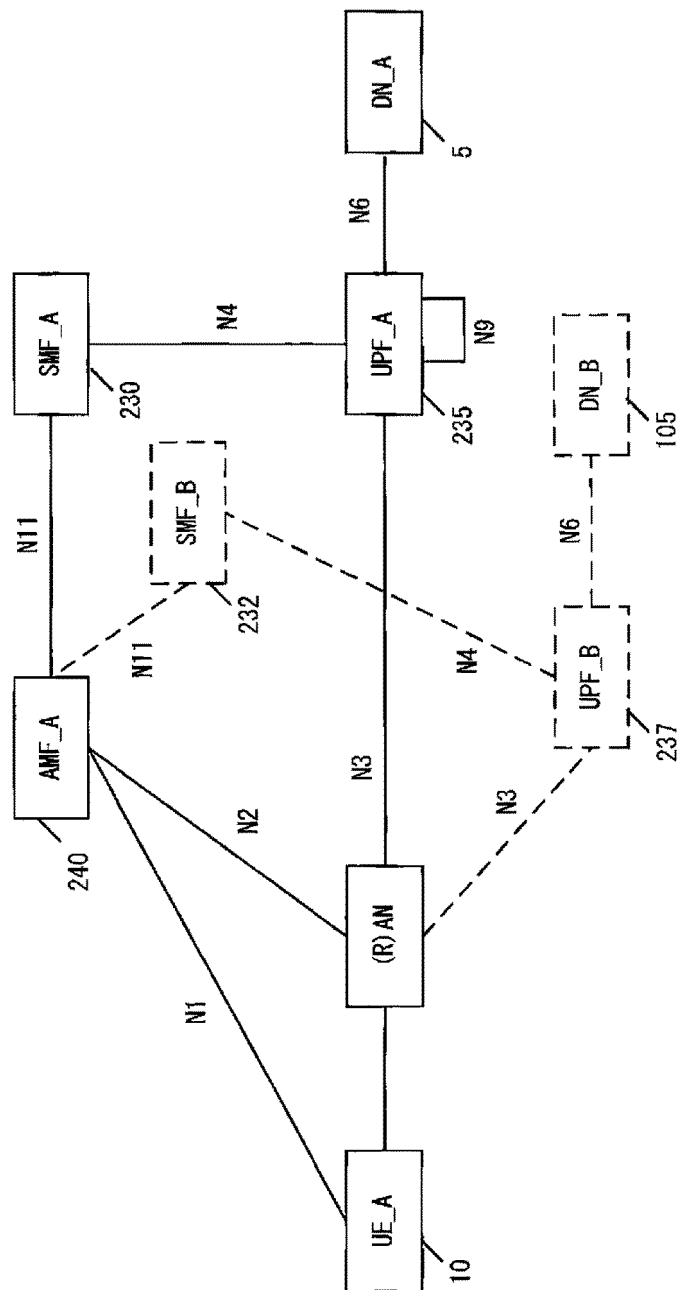 AMF_A
240
N11
SMF_A
230
N11
SMF_B
232
N1
N2
N4
N4
UE_A
10
(R)AN
N3
UPF_A
235
N9
N6
DN_A
5
N3
UPF_B
237
N6
DN_B
105